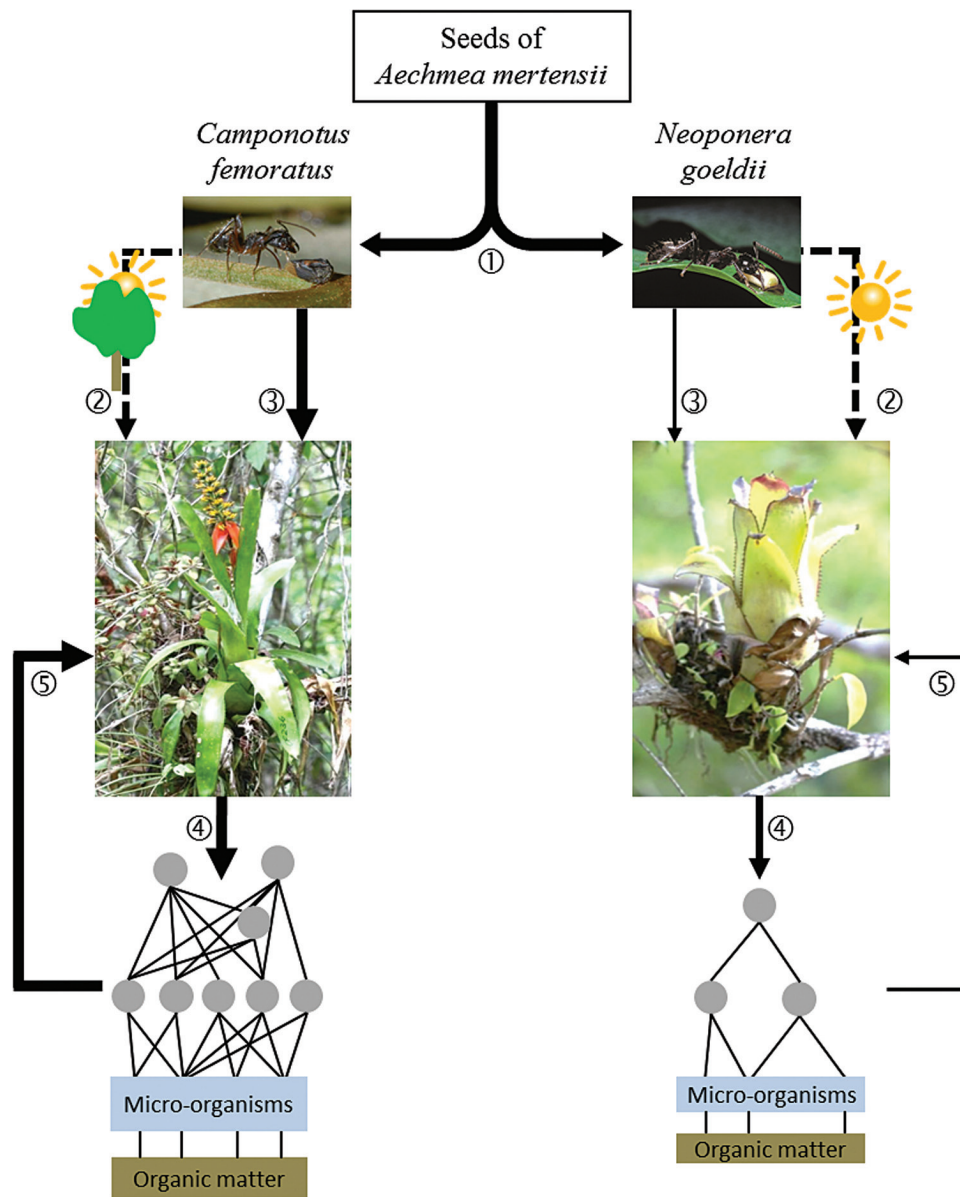 Seeds of
Aechmea mertensii
Camponotus
femoratus
Neoponera
goeldii
①
②
③
③
②
⑤
⑤
④
④
Micro-organisms
Organic matter
Micro-organisms
Organic matter